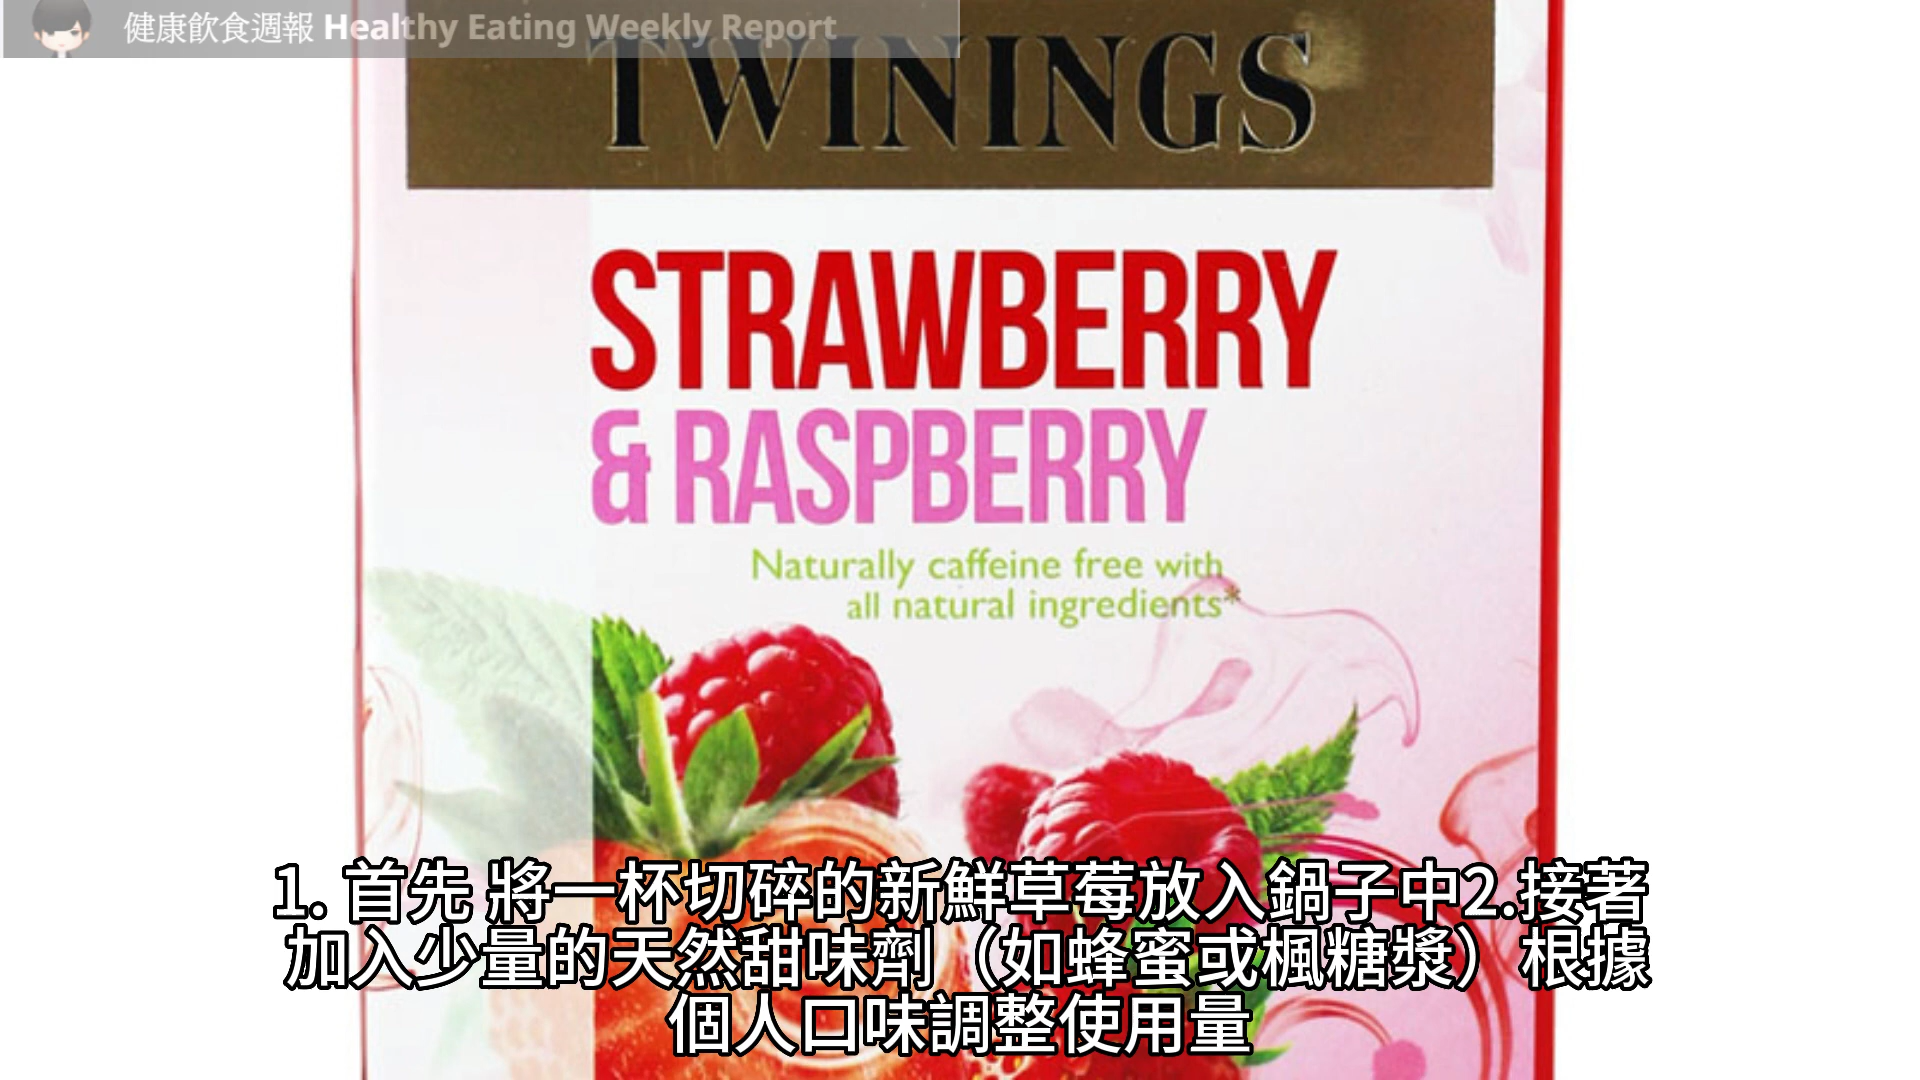 健康飲食週報 Healthy Eating Weekly Report
TWININGS
STRAWBERRY
& RASPBERRY
Naturally caffeine free with
all natural ingredients*
1. 首先 將一杯切碎的新鮮草莓放入鍋子中2.接著
加入少量的天然甜味劑（如蜂蜜或楓糖漿）根據
個人口味調整使用量